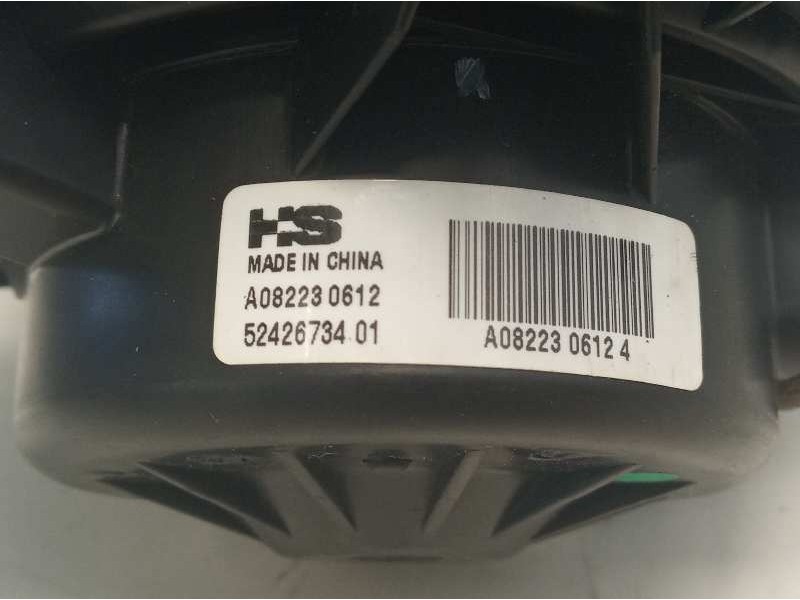 HS
MADE IN CHINA
A08223 0612
52426734 01
A08223 0612 4